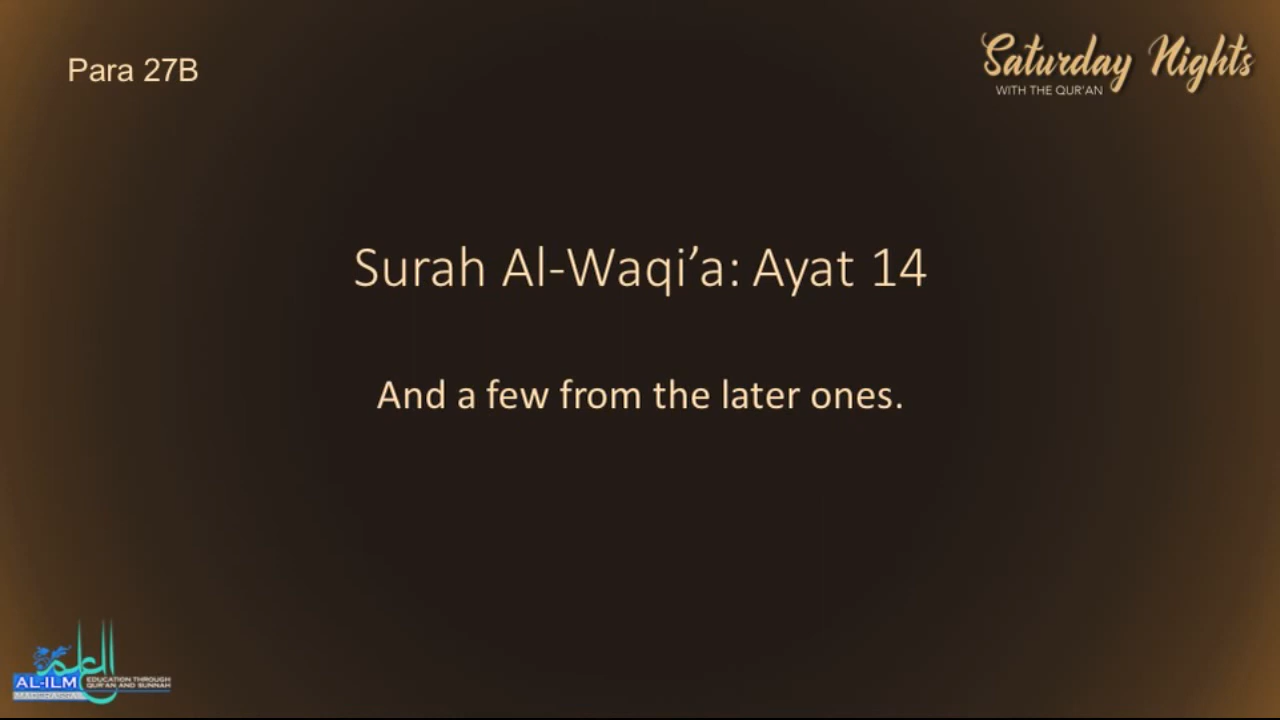 Para 27B
Saturday Nights
WITH THE QUR'AN
Surah Al-Waqi’a: Ayat 14
And a few from the later ones.
العلم
AL-ILM
EDUCATION THROUGH
QUR'AN AND SUNNAH